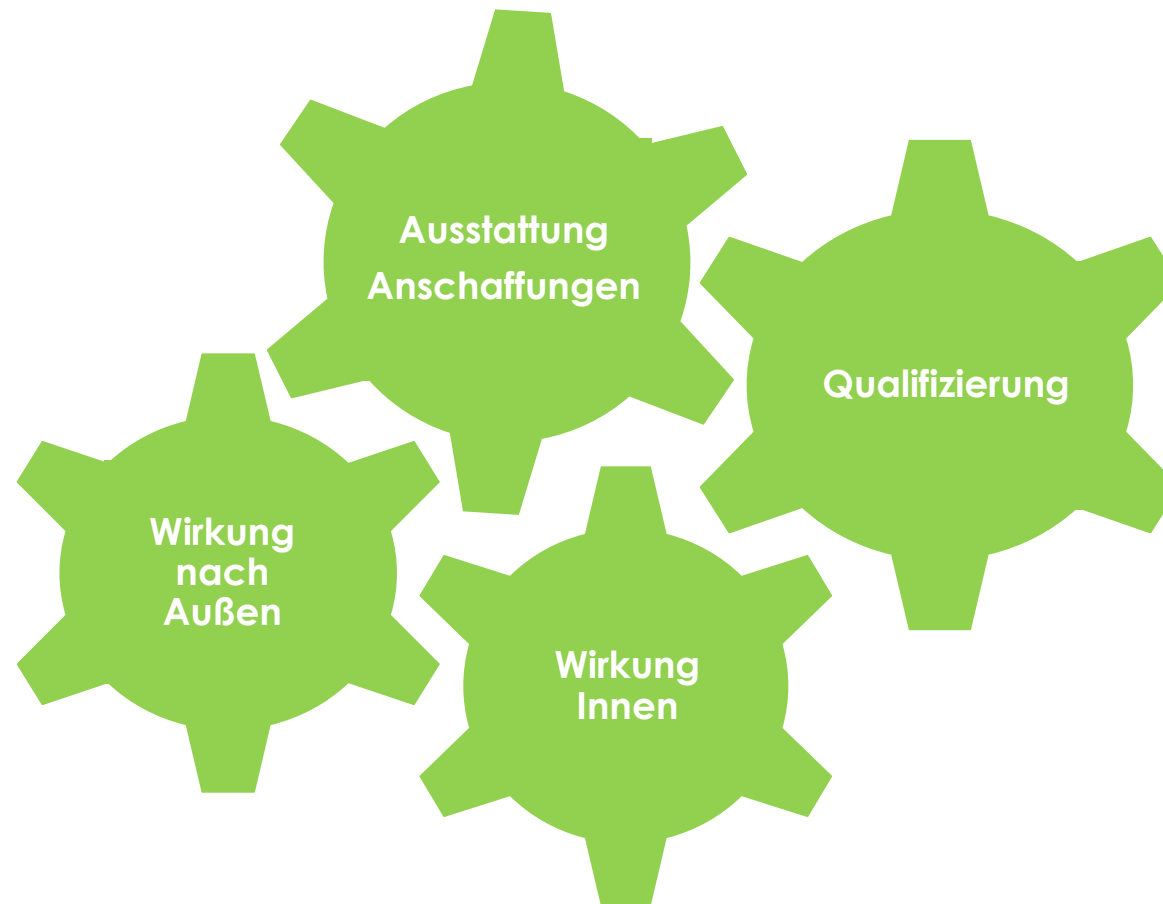 Ausstattung
Anschaffungen
Qualifizierung
Wirkung
nach
Außen
Wirkung
Innen